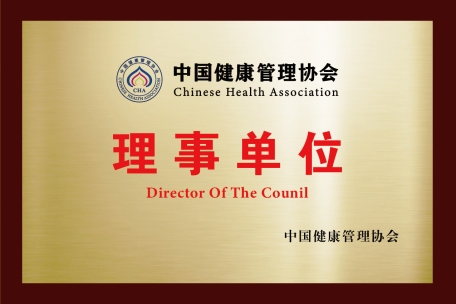 中国健康管理协会
Chinese Health Association
CHA
理事单位
Director Of The Counil
中国健康管理协会